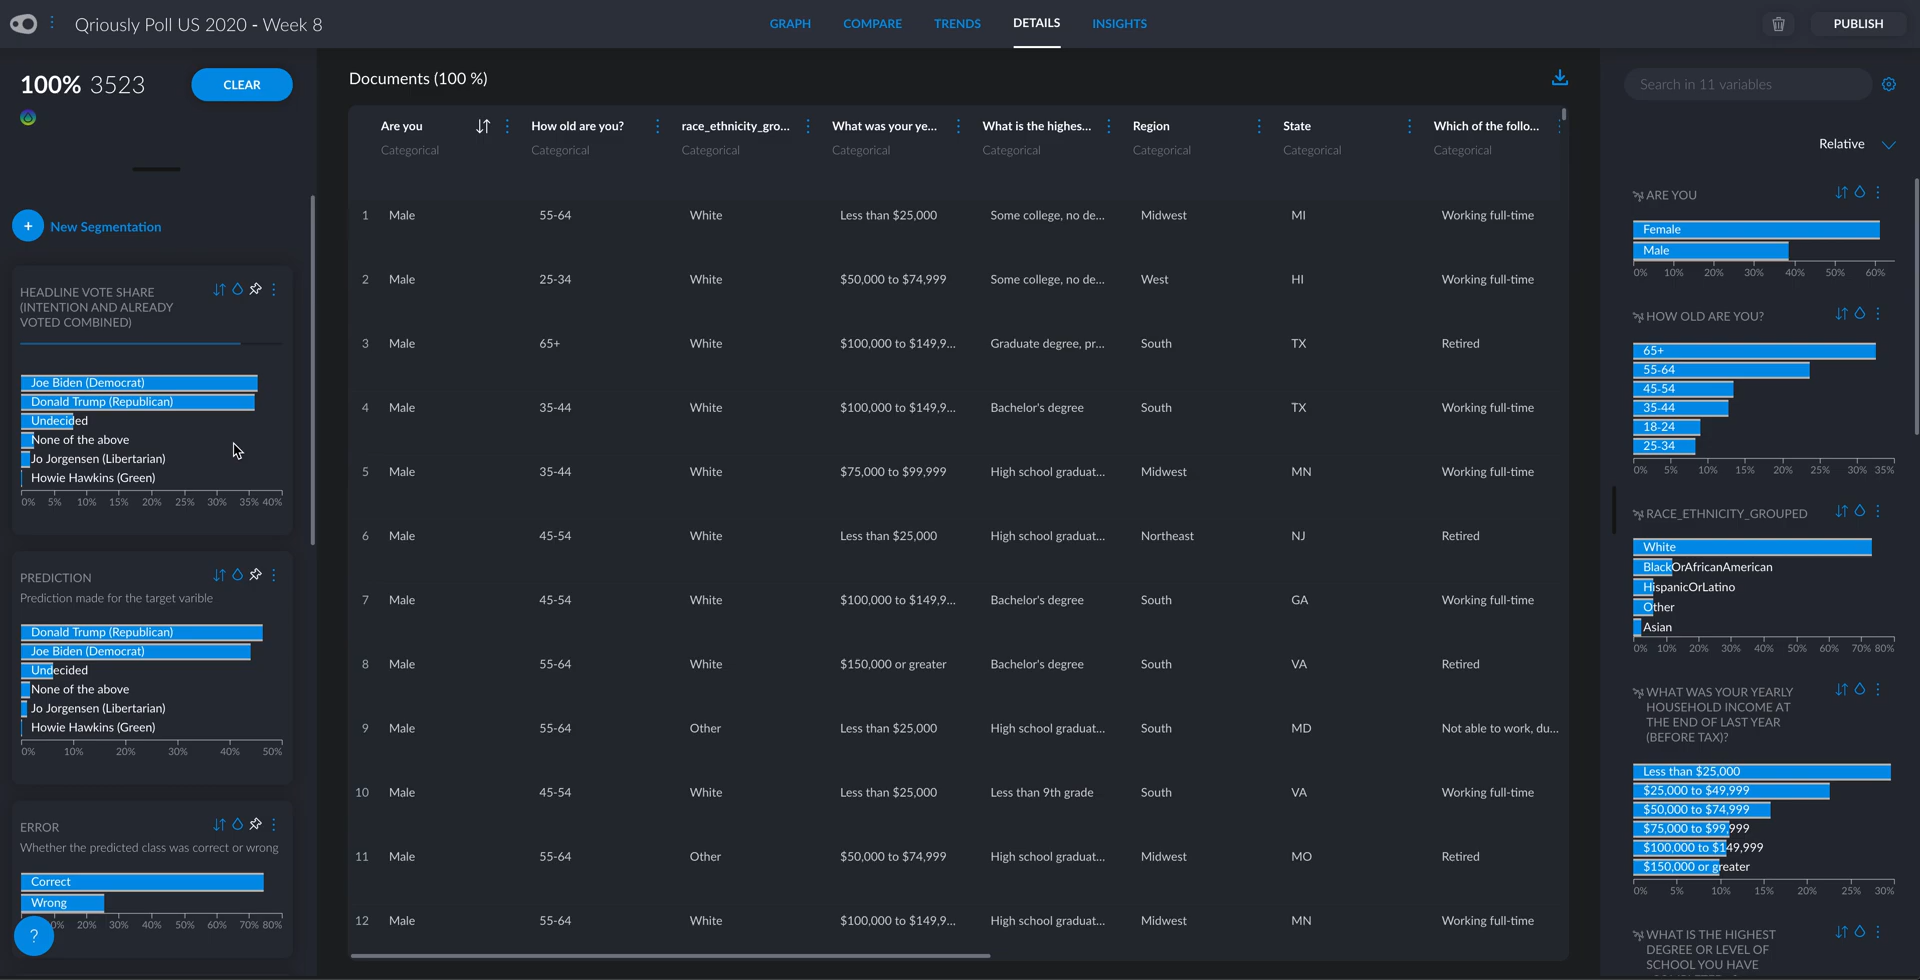 Qriously Poll US 2020 - Week 8
GRAPH COMPARE TRENDS DETAILS INSIGHTS
PUBLISH
100% 3523
CLEAR
New Segmentation
HEADLINE VOTE SHARE
(INTENTION AND ALREADY
VOTED COMBINED)
Joe Biden (Democrat)
Donald Trump (Republican)
Undecided
None of the above
Jo Jorgensen (Libertarian)
Howie Hawkins (Green)
0% 5% 10% 15% 20% 25% 30% 35% 40%
PREDICTION
Prediction made for the target varible
Donald Trump (Republican)
Joe Biden (Democrat)
Undecided
None of the above
Jo Jorgensen (Libertarian)
Howie Hawkins (Green)
0% 10% 20% 30% 40% 50%
ERROR
Whether the predicted class was correct or wrong
Correct
Wrong
0% 20% 30% 40% 50% 60% 70% 80%
?
Documents (100 %)
Are you How old are you? race_ethnicity_gro... What was your ye... What is the highes... Region State Which of the follo...
Categorical Categorical Categorical Categorical Categorical Categorical Categorical Categorical
1 Male 55-64 White Less than $25,000 Some college, no de... Midwest MI Working full-time
2 Male 25-34 White $50,000 to $74,999 Some college, no de... West HI Working full-time
3 Male 65+ White $100,000 to $149,9... Graduate degree, pr... South TX Retired
4 Male 35-44 White $100,000 to $149,9... Bachelor's degree South TX Working full-time
5 Male 35-44 White $75,000 to $99,999 High school graduat... Midwest MN Working full-time
6 Male 45-54 White Less than $25,000 High school graduat... Northeast NJ Retired
7 Male 45-54 White $100,000 to $149,9... Bachelor's degree South GA Working full-time
8 Male 55-64 White $150,000 or greater Bachelor's degree South VA Retired
9 Male 55-64 Other Less than $25,000 High school graduat... South MD Not able to work, du...
10 Male 45-54 White Less than $25,000 Less than 9th grade South VA Working full-time
11 Male 55-64 Other $50,000 to $74,999 High school graduat... Midwest MO Retired
12 Male 55-64 White $100,000 to $149,9... High school graduat... Midwest MN Working full-time
Search in 11 variables
Relative
ARE YOU
Female
Male
0% 10% 20% 30% 40% 50% 60%
HOW OLD ARE YOU?
65+
55-64
45-54
35-44
18-24
25-34
0% 5% 10% 15% 20% 25% 30% 35%
RACE_ETHNICITY_GROUPED
White
BlackOrAfricanAmerican
HispanicOrLatino
Other
Asian
0% 10% 20% 30% 40% 50% 60% 70% 80%
WHAT WAS YOUR YEARLY
HOUSEHOLD INCOME AT
THE END OF LAST YEAR
(BEFORE TAX)?
Less than $25,000
$25,000 to $49,999
$50,000 to $74,999
$75,000 to $99,999
$100,000 to $149,999
$150,000 or greater
0% 5% 10% 15% 20% 25% 30%
WHAT IS THE HIGHEST
DEGREE OR LEVEL OF
SCHOOL YOU HAVE